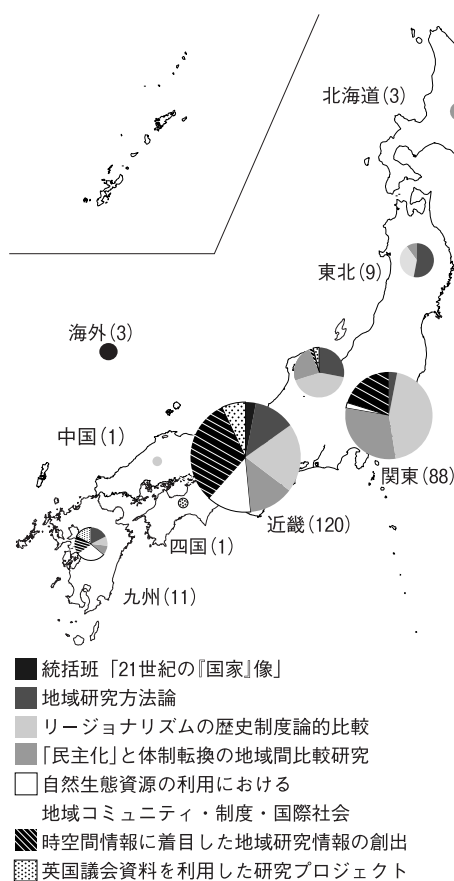 北海道(3)
東北(9)
海外(3)
中国(1)
関東(88)
近畿(120)
四国(1)
九州(11)
統括班「21世紀の『国家』像」
地域研究方法論
リージョナリズムの歴史制度論的比較
「民主化」と体制転換の地域間比較研究
自然生態資源の利用における
地域コミュニティ・制度・国際社会
時空間情報に着目した地域研究情報の創出
英国議会資料を利用した研究プロジェクト